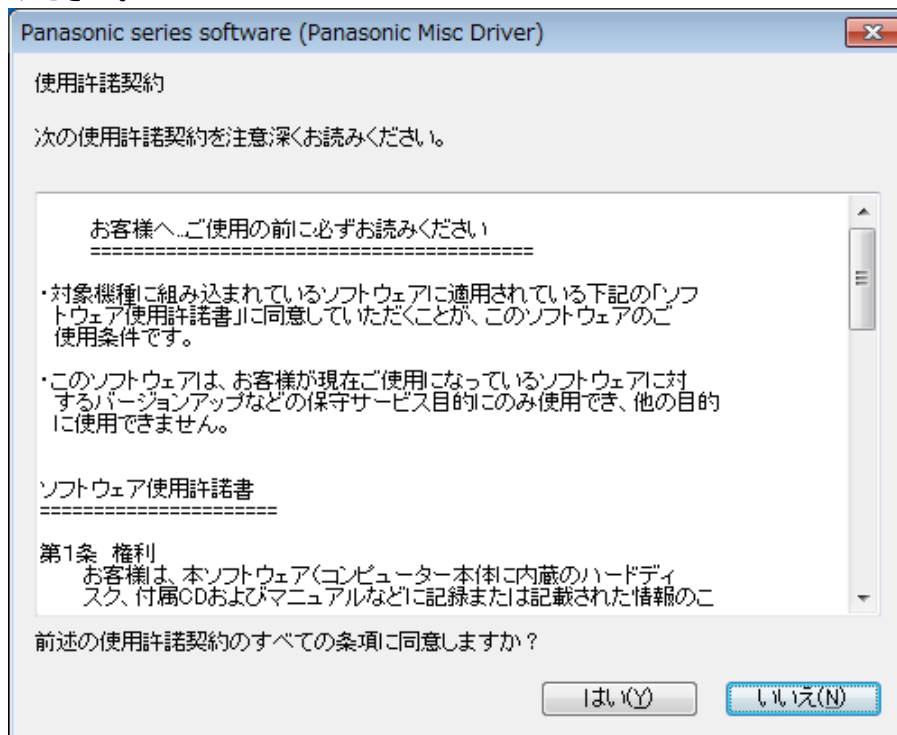 Panasonic series software (Panasonic Misc Driver)
使用許諾契約
次の使用許諾契約を注意深くお読みください。
お客様へ…ご使用の前に必ずお読みください
=========================================
・対象機種に組み込まれているソフトウェアに適用されている下記の「ソフ
トウェア使用許諾書」に同意していただくことが、このソフトウェアのご
使用条件です。
・このソフトウェアは、お客様が現在ご使用になっているソフトウェアに対
するバージョンアップなどの保守サービス目的にのみ使用でき、他の目的
に使用できません。
ソフトウェア使用許諾書
======================
第1条 権利
お客様は、本ソフトウェア(コンピューター本体に内蔵のハードディ
スク、付属CDおよびマニュアルなどに記録または記載された情報のこ
前述の使用許諾契約のすべての条項に同意しますか?
はい(Y)
いいえ(N)